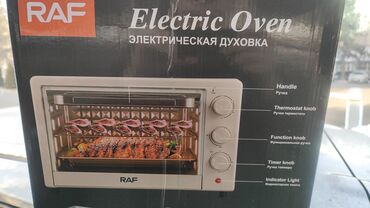 RAF
Electric Oven
ЭЛЕКТРИЧЕСКАЯ ДУХОВКА
Handle
Ручка
Thermostat knob
Ручка термостата
Function knob
Функциональная ручка
Timer knob
Ручка таймера
Indicator Light
Индикаторная лампа
RAF